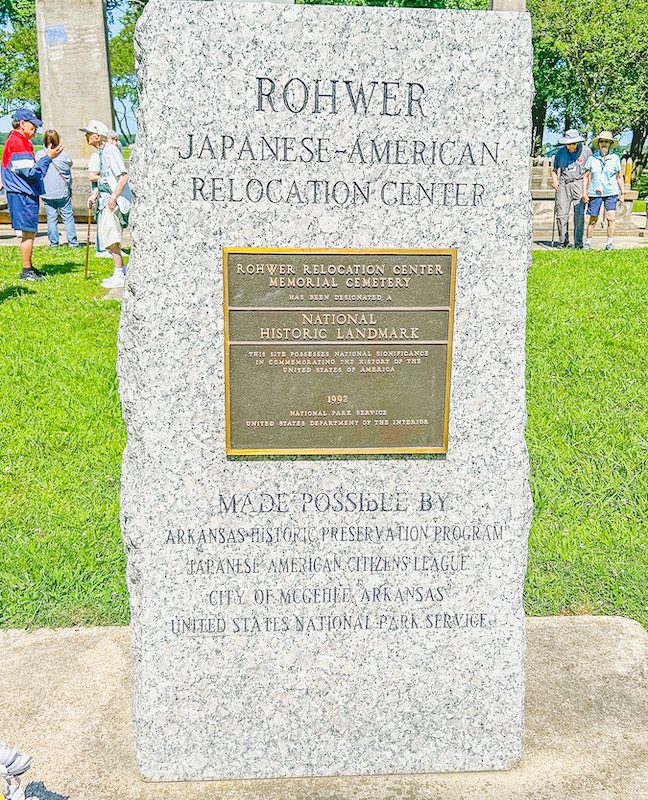 ROHWER
JAPANESE-AMERICAN
RELOCATION CENTER
ROHWER RELOCATION CENTER
MEMORIAL CEMETERY
HAS BEEN DESIGNATED A
NATIONAL
HISTORIC LANDMARK
THIS SITE POSSESSES NATIONAL SIGNIFICANCE
IN COMMEMORATING THE HISTORY OF THE
UNITED STATES OF AMERICA
1992
NATIONAL PARK SERVICE
UNITED STATES DEPARTMENT OF THE INTERIOR
MADE POSSIBLE BY
ARKANSAS HISTORIC PRESERVATION PROGRAM
JAPANESE AMERICAN CITIZENS LEAGUE
CITY OF MCGEHEE, ARKANSAS
UNITED STATES NATIONAL PARK SERVICE